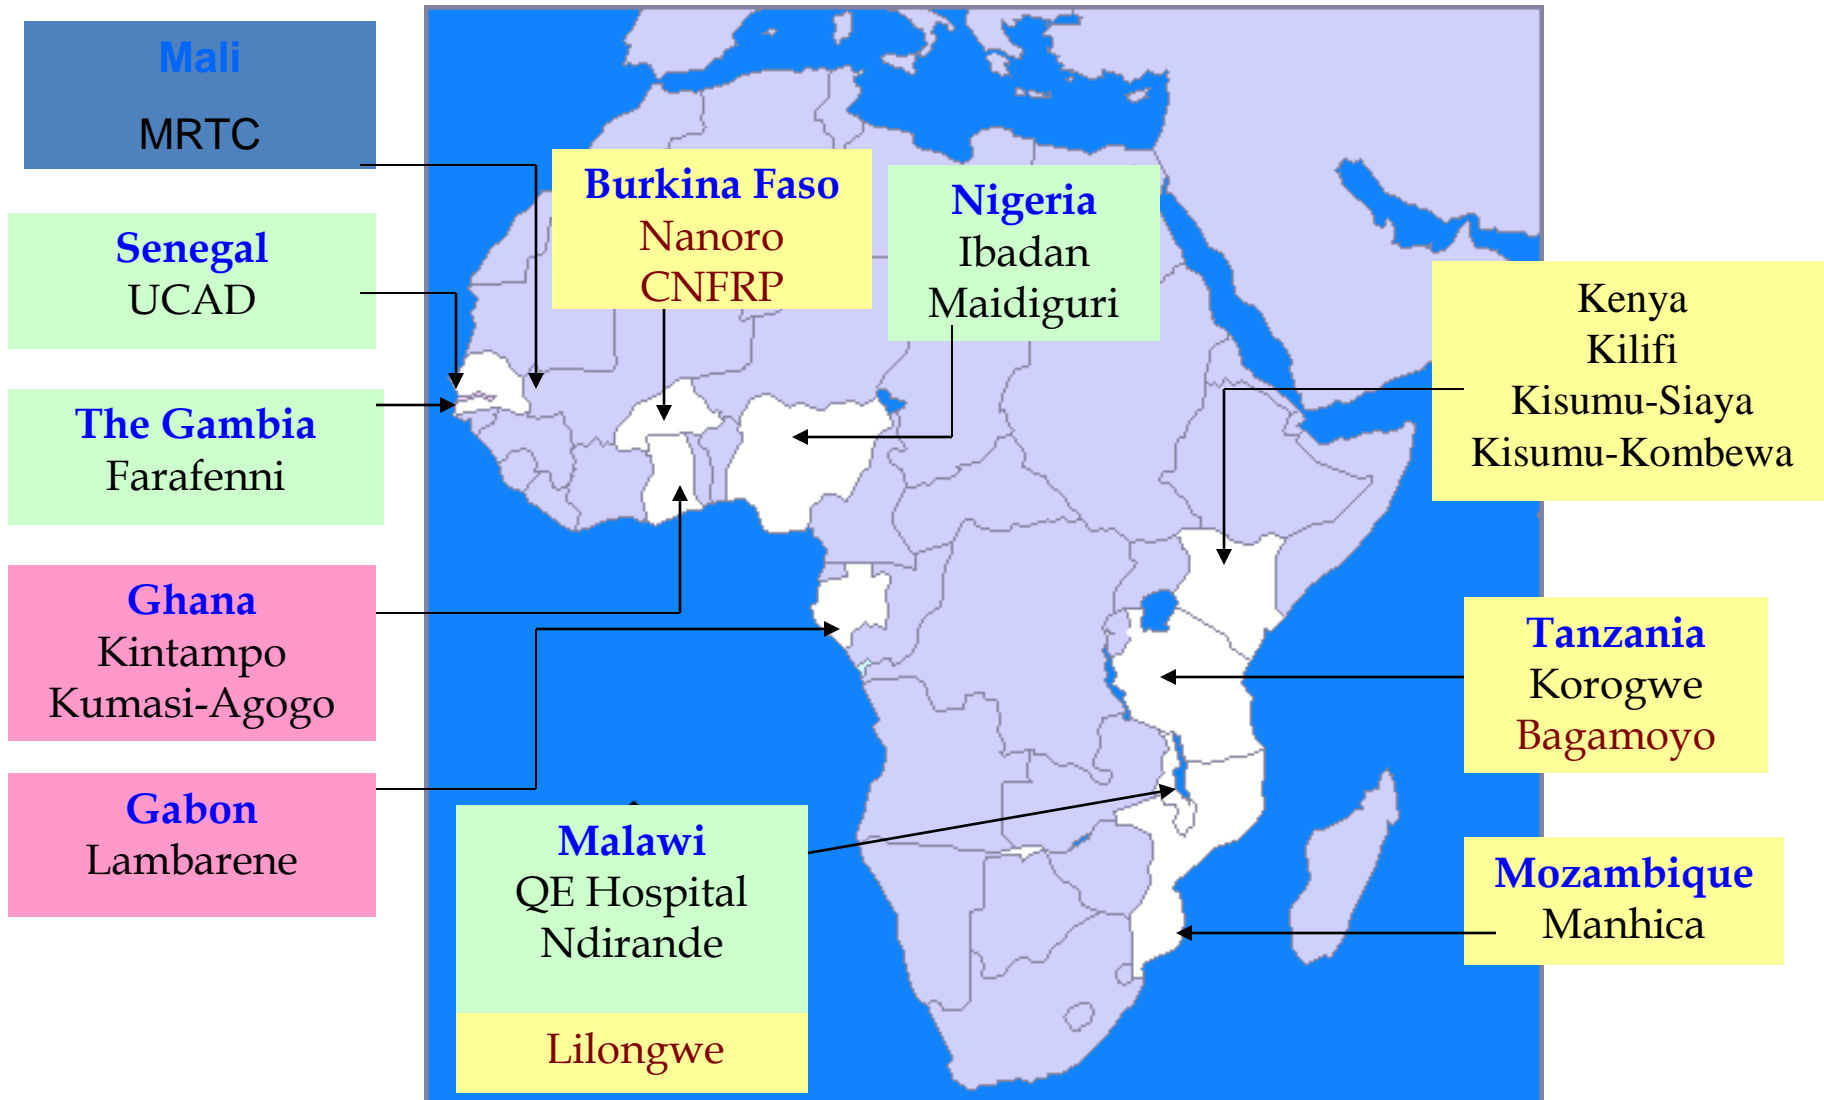 Mali
MRTC
Senegal
UCAD
The Gambia
Farafenni
Ghana
Kintampo
Kumasi-Agogo
Gabon
Lambarene
Burkina Faso
Nanoro
CNFRP
Nigeria
Ibadan
Maidiguri
Malawi
QE Hospital
Ndirande
Lilongwe
Kenya
Kilifi
Kisumu-Siaya
Kisumu-Kombewa
Tanzania
Korogwe
Bagamoyo
Mozambique
Manhica